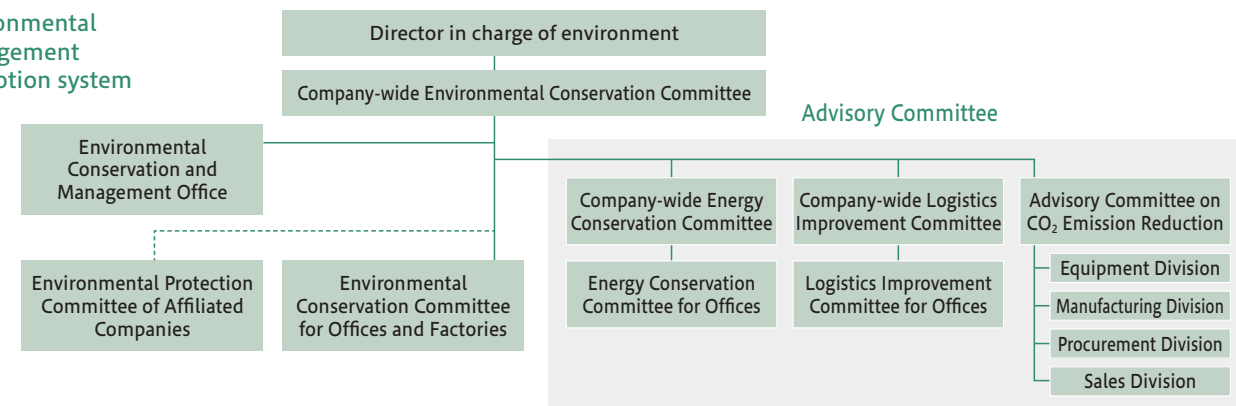 Director in charge of environment
Company-wide Environmental Conservation Committee
Advisory Committee
Environmental
Conservation and
Management Office
Company-wide Energy
Conservation Committee
Company-wide Logistics
Improvement Committee
Advisory Committee on
CO₂ Emission Reduction
Environmental Protection
Committee of Affiliated
Companies
Environmental
Conservation Committee
for Offices and Factories
Energy Conservation
Committee for Offices
Logistics Improvement
Committee for Offices
Equipment Division
Manufacturing Division
Procurement Division
Sales Division
system